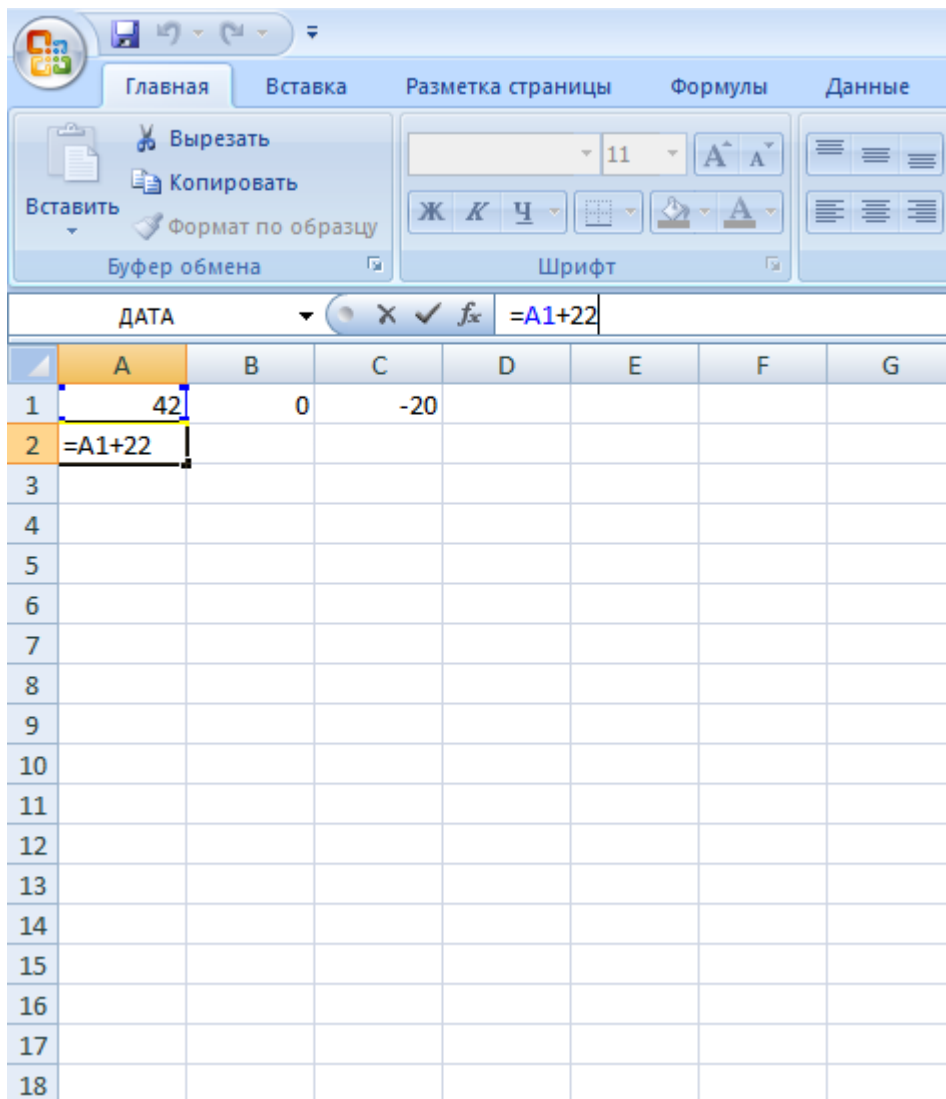 Главная Вставка Разметка страницы Формулы Данные
Вырезать
11 A A
Копировать
Вставить
Ж К Ч A
Формат по образцу
Буфер обмена Шрифт
ДАТА fx =A1+22
A B C D E F G
1 42 0 -20
2 =A1+22
3
4
5
6
7
8
9
10
11
12
13
14
15
16
17
18